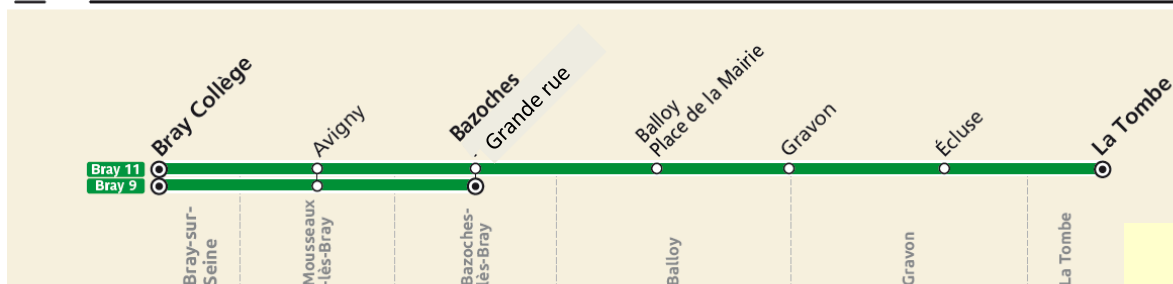 Bray Collège
Avigny
Bazoches
Grande rue
Balloy
Place de la Mairie
Gravon
Écluse
La Tombe
Bray 11
Bray 9
Bray-sur-
Seine
Mousseaux
-lès-Bray
Bazoches-
lès-Bray
Balloy
Gravon
La Tombe